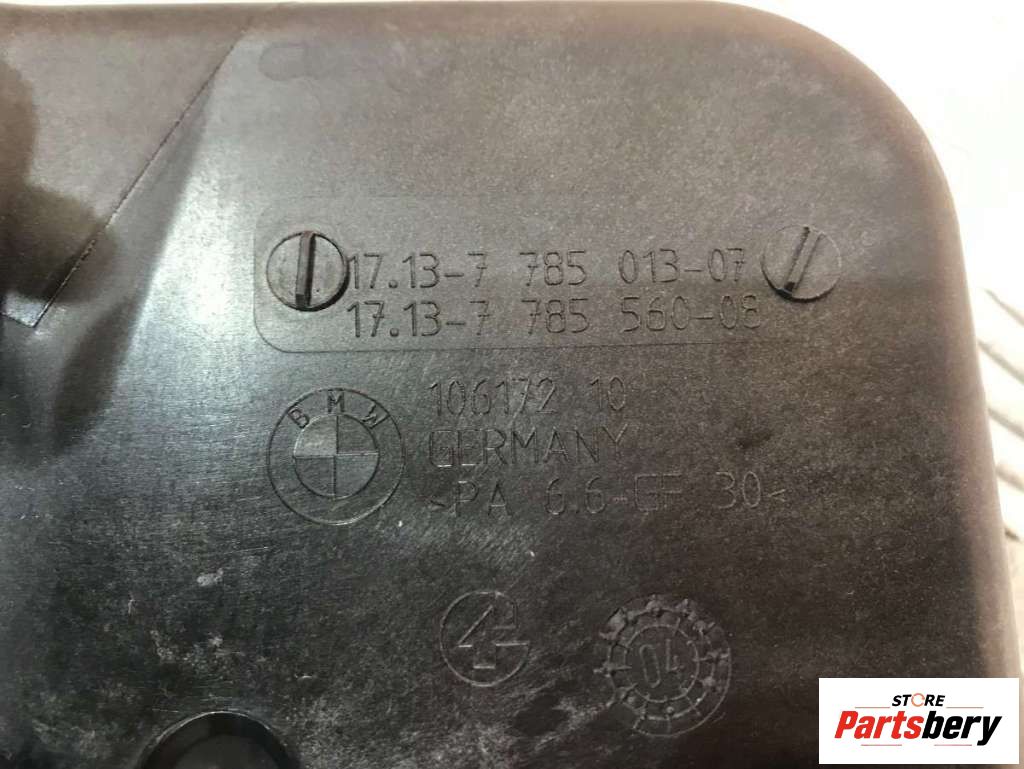 17.13-7 785 013-07
17.13-7 785 560-08
BMW
106172 10
GERMANY
>PA 6.6-GF 30<
4
04
STORE
Partsbery